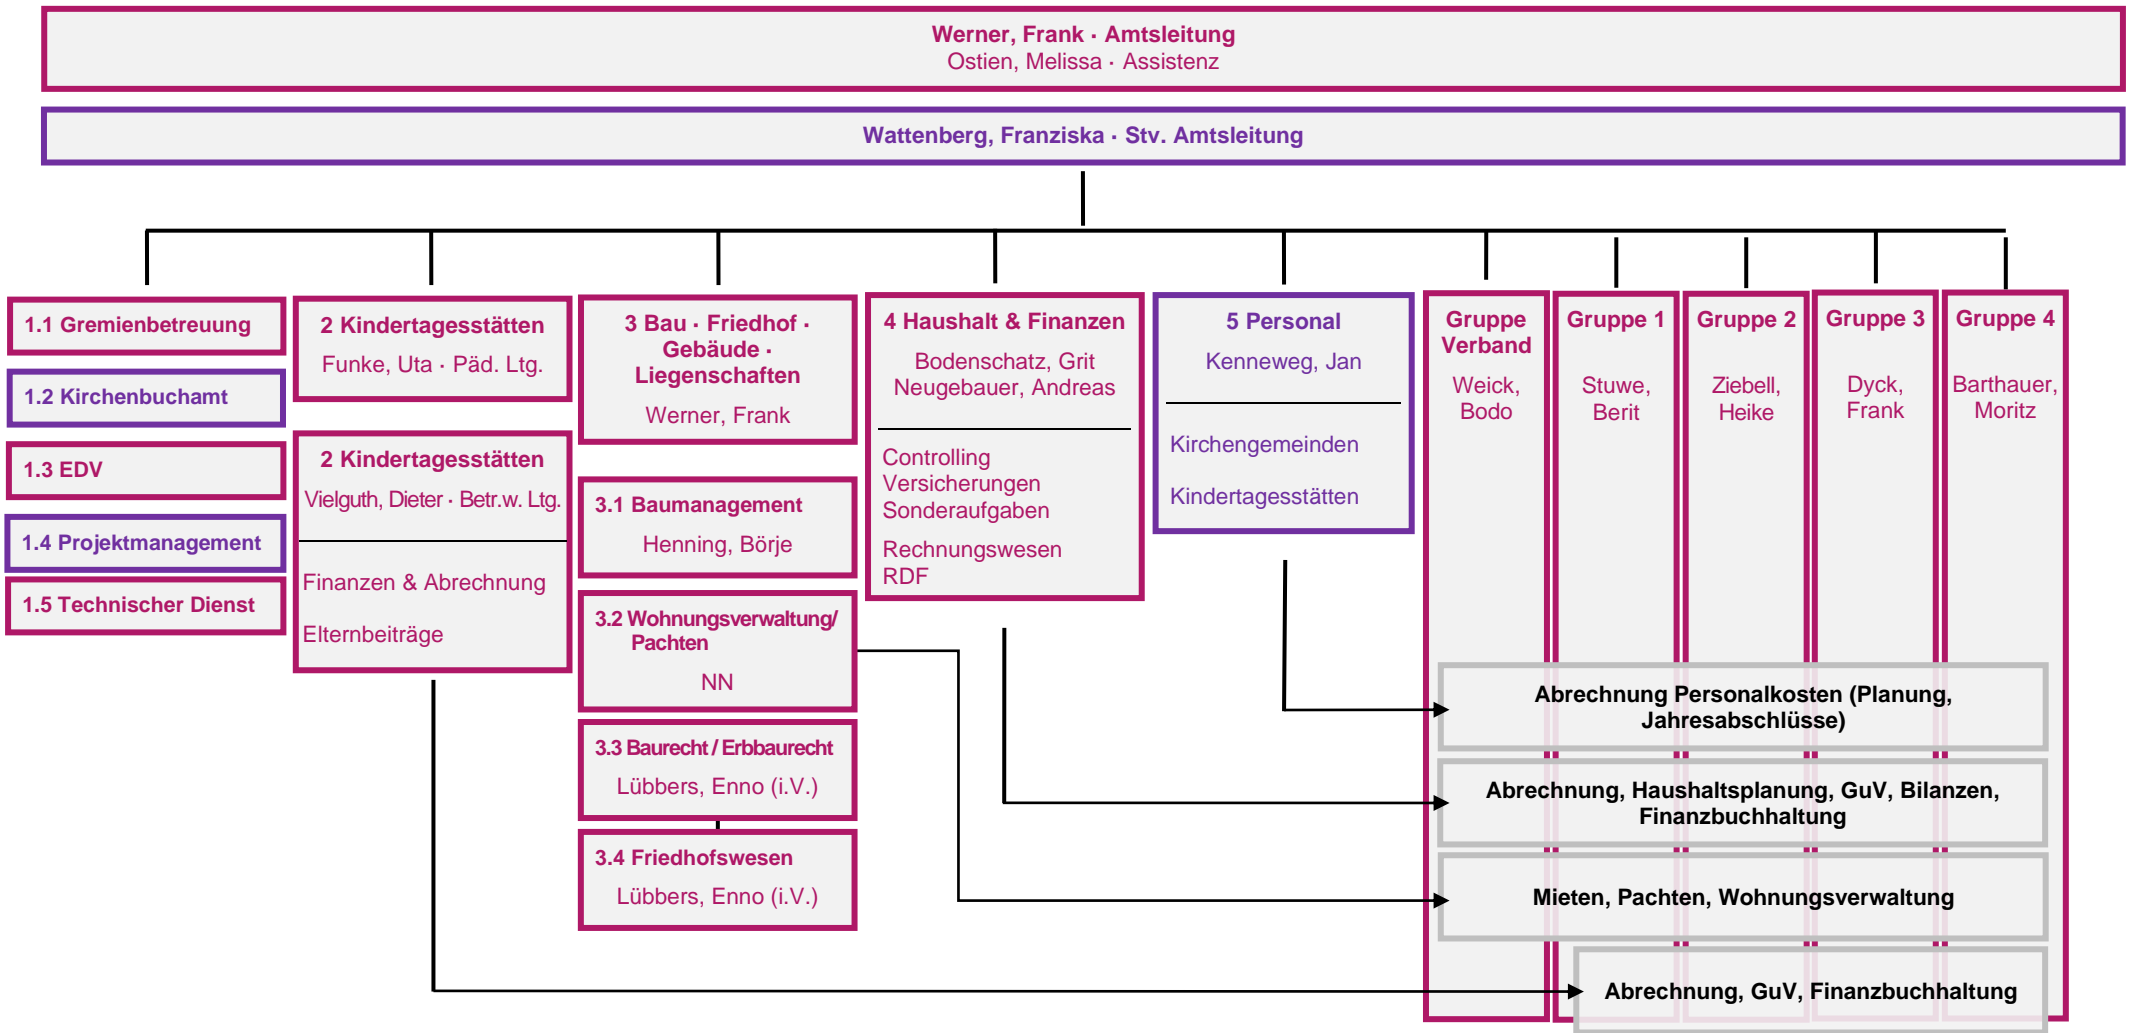 Werner, Frank · Amtsleitung
Ostien, Melissa · Assistenz
Wattenberg, Franziska · Stv. Amtsleitung
1.1 Gremienbetreuung
1.2 Kirchenbuchamt
1.3 EDV
1.4 Projektmanagement
1.5 Technischer Dienst
2 Kindertagesstätten
Funke, Uta · Päd. Ltg.
2 Kindertagesstätten
Vielguth, Dieter · Betr.w. Ltg.
Finanzen & Abrechnung
Elternbeiträge
3 Bau · Friedhof ·
Gebäude ·
Liegenschaften
Werner, Frank
3.1 Baumanagement
Henning, Börje
3.2 Wohnungsverwaltung/
Pachten
NN
3.3 Baurecht / Erbbaurecht
Lübbers, Enno (i.V.)
3.4 Friedhofswesen
Lübbers, Enno (i.V.)
4 Haushalt & Finanzen
Bodenschatz, Grit
Neugebauer, Andreas
Controlling
Versicherungen
Sonderaufgaben
Rechnungswesen
RDF
5 Personal
Kenneweg, Jan
Kirchengemeinden
Kindertagesstätten
Gruppe
Verband
Weick,
Bodo
Gruppe 1
Stuwe,
Berit
Gruppe 2
Ziebell,
Heike
Gruppe 3
Dyck,
Frank
Gruppe 4
Barthauer,
Moritz
Abrechnung Personalkosten (Planung,
Jahresabschlüsse)
Abrechnung, Haushaltsplanung, GuV, Bilanzen,
Finanzbuchhaltung
Mieten, Pachten, Wohnungsverwaltung
Abrechnung, GuV, Finanzbuchhaltung